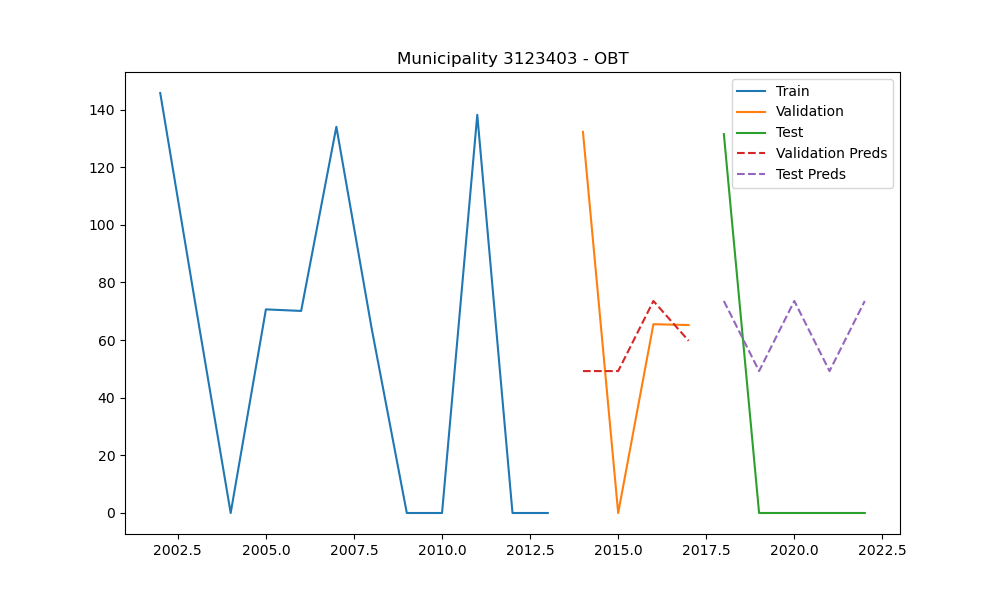 Municipality 3123403 - OBT
Train
Validation
Test
Validation Preds
Test Preds
140
120
100
80
60
40
20
0
2002.5 2005.0 2007.5 2010.0 2012.5 2015.0 2017.5 2020.0 2022.5